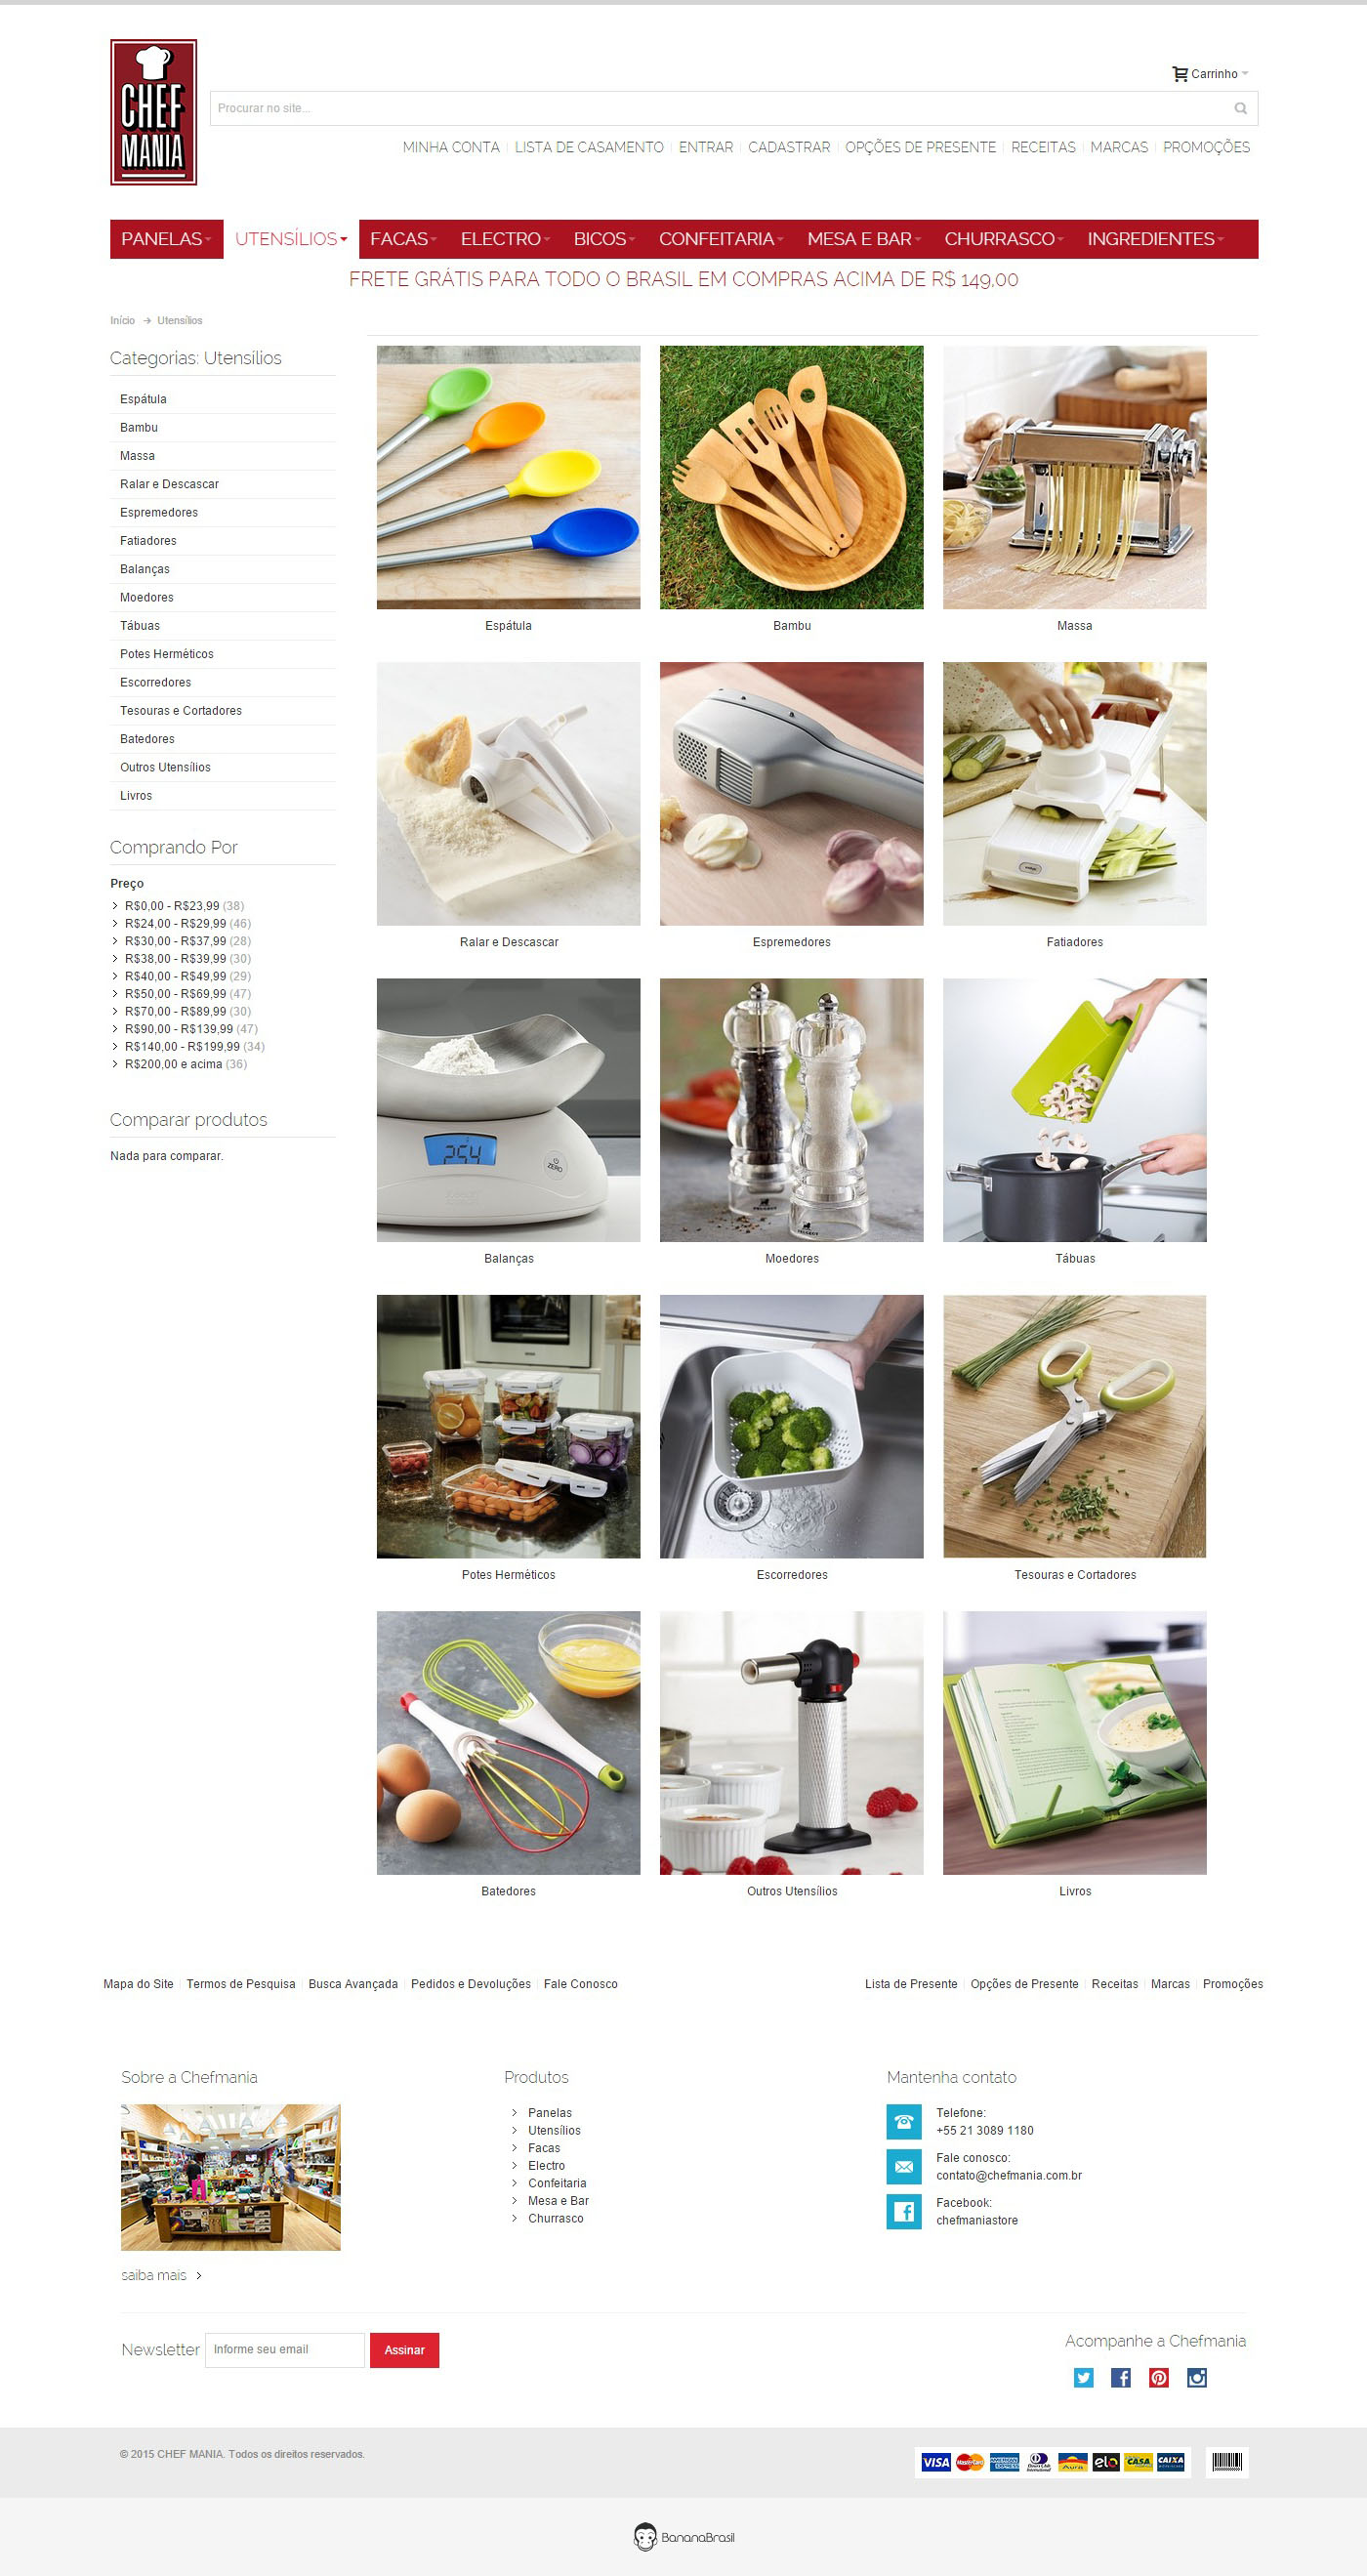 CHEF
MANIA
Carrinho
Procurar no site...
MINHA CONTA LISTA DE CASAMENTO ENTRAR CADASTRAR OPÇÕES DE PRESENTE RECEITAS MARCAS PROMOÇÕES
PANELAS UTENSÍLIOS FACAS ELECTRO BICOS CONFEITARIA MESA E BAR CHURRASCO INGREDIENTES
FRETE GRÁTIS PARA TODO O BRASIL EM COMPRAS ACIMA DE R$ 149,00
Início Utensílios
Categorias: Utensílios
Espátula
Bambu
Massa
Ralar e Descascar
Espremedores
Fatiadores
Balanças
Moedores
Tábuas
Potes Herméticos
Escorredores
Tesouras e Cortadores
Batedores
Outros Utensílios
Livros
Comprando Por
Preço
R$0,00 - R$23,99 (38)
R$24,00 - R$29,99 (46)
R$30,00 - R$37,99 (28)
R$38,00 - R$39,99 (30)
R$40,00 - R$49,99 (29)
R$50,00 - R$69,99 (47)
R$70,00 - R$89,99 (30)
R$90,00 - R$139,99 (47)
R$140,00 - R$199,99 (34)
R$200,00 e acima (36)
Comparar produtos
Nada para comparar.
Espátula Bambu Massa
Ralar e Descascar Espremedores Fatiadores
254
ZERO
PEUGEOT
Balanças Moedores Tábuas
Potes Herméticos Escorredores Tesouras e Cortadores
Batedores Outros Utensílios Livros
Mapa do Site Termos de Pesquisa Busca Avançada Pedidos e Devoluções Fale Conosco
Lista de Presente Opções de Presente Receitas Marcas Promoções
Sobre a Chefmania
saiba mais
Produtos
Panelas
Utensílios
Facas
Electro
Confeitaria
Mesa e Bar
Churrasco
Mantenha contato
Telefone:
+55 21 3089 1180
Fale conosco:
contato@chefmania.com.br
Facebook:
chefmaniastore
Newsletter Informe seu email Assinar
Acompanhe a Chefmania
© 2015 CHEF MANIA. Todos os direitos reservados.
VISA MasterCard AMERICAN EXPRESS Diners Club International Aura elo CASA CAIXA
BananaBrasil